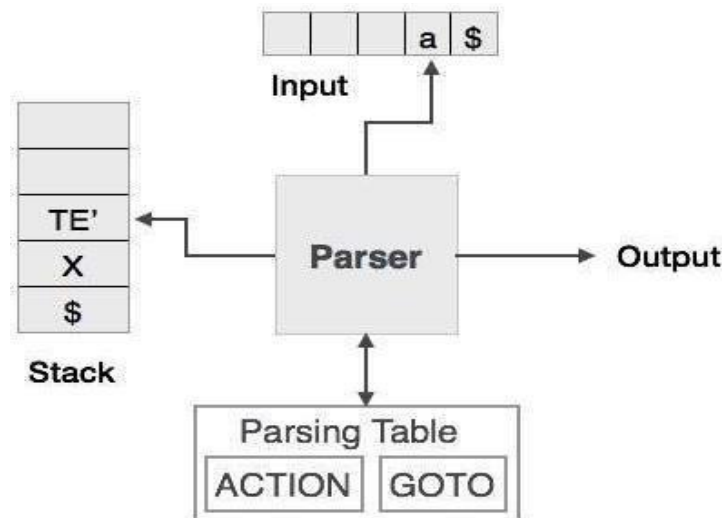 a $
Input
TE’
X
$
Stack
Parser
Output
Parsing Table
ACTION GOTO